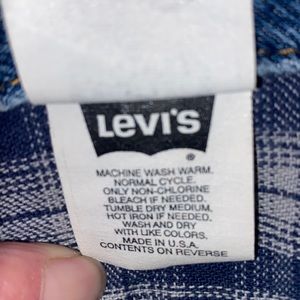 LEVI'S
®
MACHINE WASH WARM,
NORMAL CYCLE.
ONLY NON-CHLORINE
BLEACH IF NEEDED.
TUMBLE DRY MEDIUM.
HOT IRON IF NEEDED.
WASH AND DRY
WITH LIKE COLORS.
MADE IN U.S.A.
CONTENTS ON REVERSE